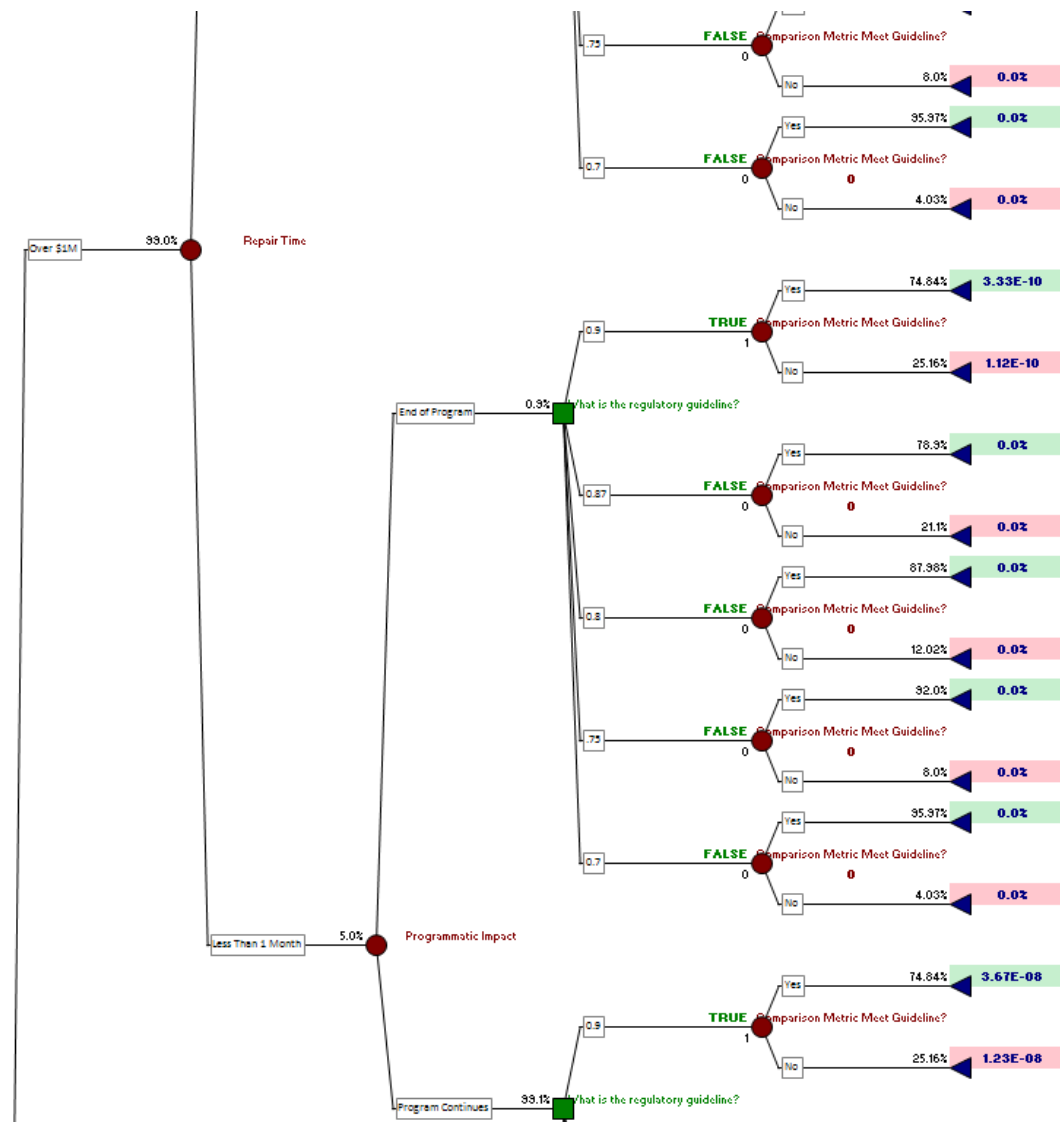 FALSE Comparison Metric Meet Guideline?
.75
0
8.0% 0.0%
No
95.97% 0.0%
Yes
FALSE Comparison Metric Meet Guideline?
0.7
0 0
4.03% 0.0%
No
99.0% Repair Time
Over $1M
74.84% 3.33E-10
Yes
TRUE Comparison Metric Meet Guideline?
0.9
1
25.16% 1.12E-10
No
0.9% What is the regulatory guideline?
End of Program
78.9% 0.0%
Yes
FALSE Comparison Metric Meet Guideline?
0.87
0 0
21.1% 0.0%
No
87.98% 0.0%
Yes
FALSE Comparison Metric Meet Guideline?
0.8
0 0
12.02% 0.0%
No
92.0% 0.0%
Yes
FALSE Comparison Metric Meet Guideline?
.75
0 0
8.0% 0.0%
No
95.97% 0.0%
Yes
FALSE Comparison Metric Meet Guideline?
0.7
0 0
4.03% 0.0%
No
5.0% Programmatic Impact
Less Than 1 Month
74.84% 3.67E-08
Yes
TRUE Comparison Metric Meet Guideline?
0.9
1
25.16% 1.23E-08
No
99.1% What is the regulatory guideline?
Program Continues